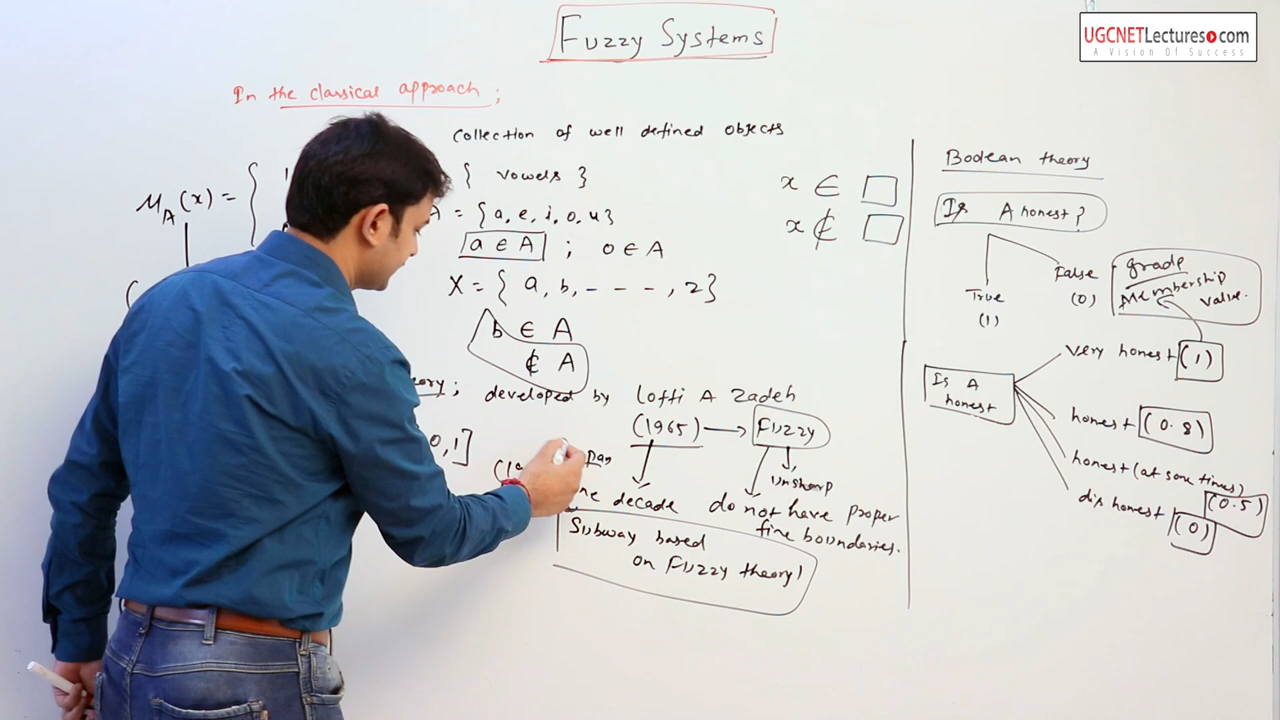 Fuzzy Systems
UGCNETLectures.com
A Vision Of Success
In the classical approach ;
collection of well defined objects
μA(x) = {
{ vowels }
= {a, e, i, o, u}
a ∈ A ; o ∈ A
X = { a, b, - - - -, z}
b ∈ A
∉ A
x ∈ □
x ∉ □
; developed by Loffi A Zadeh
0,1]
(1965) → Fuzzy
Unsharp
decade
do not have proper
fine boundaries.
Subway based
on Fuzzy theory!
Boolean theory
Is A honest ?
True
(1)
False
(0)
grade
Membership
value.
Is A
honest
very honest (1)
honest (0.8)
honest (at some times)
(0.5)
dis honest (0)